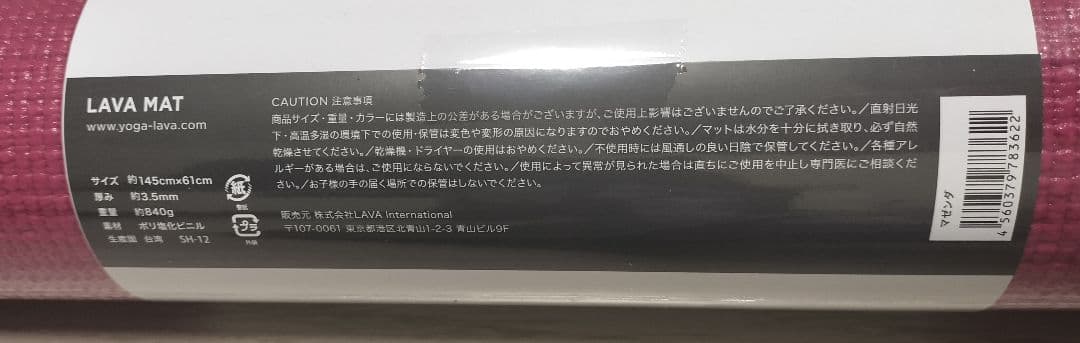 LAVA MAT
www.yoga-lava.com
サイズ 約145cm×61cm
厚み 約3.5mm
重量 約840g
素材 ポリ塩化ビニル
生産国 台湾 SH-12
紙
プラ
外装
CAUTION 注意事項
商品サイズ・重量・カラーには製造上の公差がある場合がございますが、ご使用上影響はございませんのでご了承ください。／直射日光
下・高温多湿の環境下での使用・保管は変色や変形の原因になりますのでおやめください。／マットは水分を十分に拭き取り、必ず自然
乾燥させてください。／乾燥機・ドライヤーの使用はおやめください。／不使用時には風通しの良い日陰で保管してください。／各種アレ
ルギーがある場合は、ご使用にならないでください。／使用によって異常が見られた場合は直ちにご使用を中止し専門医にご相談くだ
さい。／お子様の手の届く場所での保管はしないでください。
販売元 株式会社LAVA International
〒107-0061 東京都港区北青山1-2-3 青山ビル9F
マゼンダ
4 560379 783622